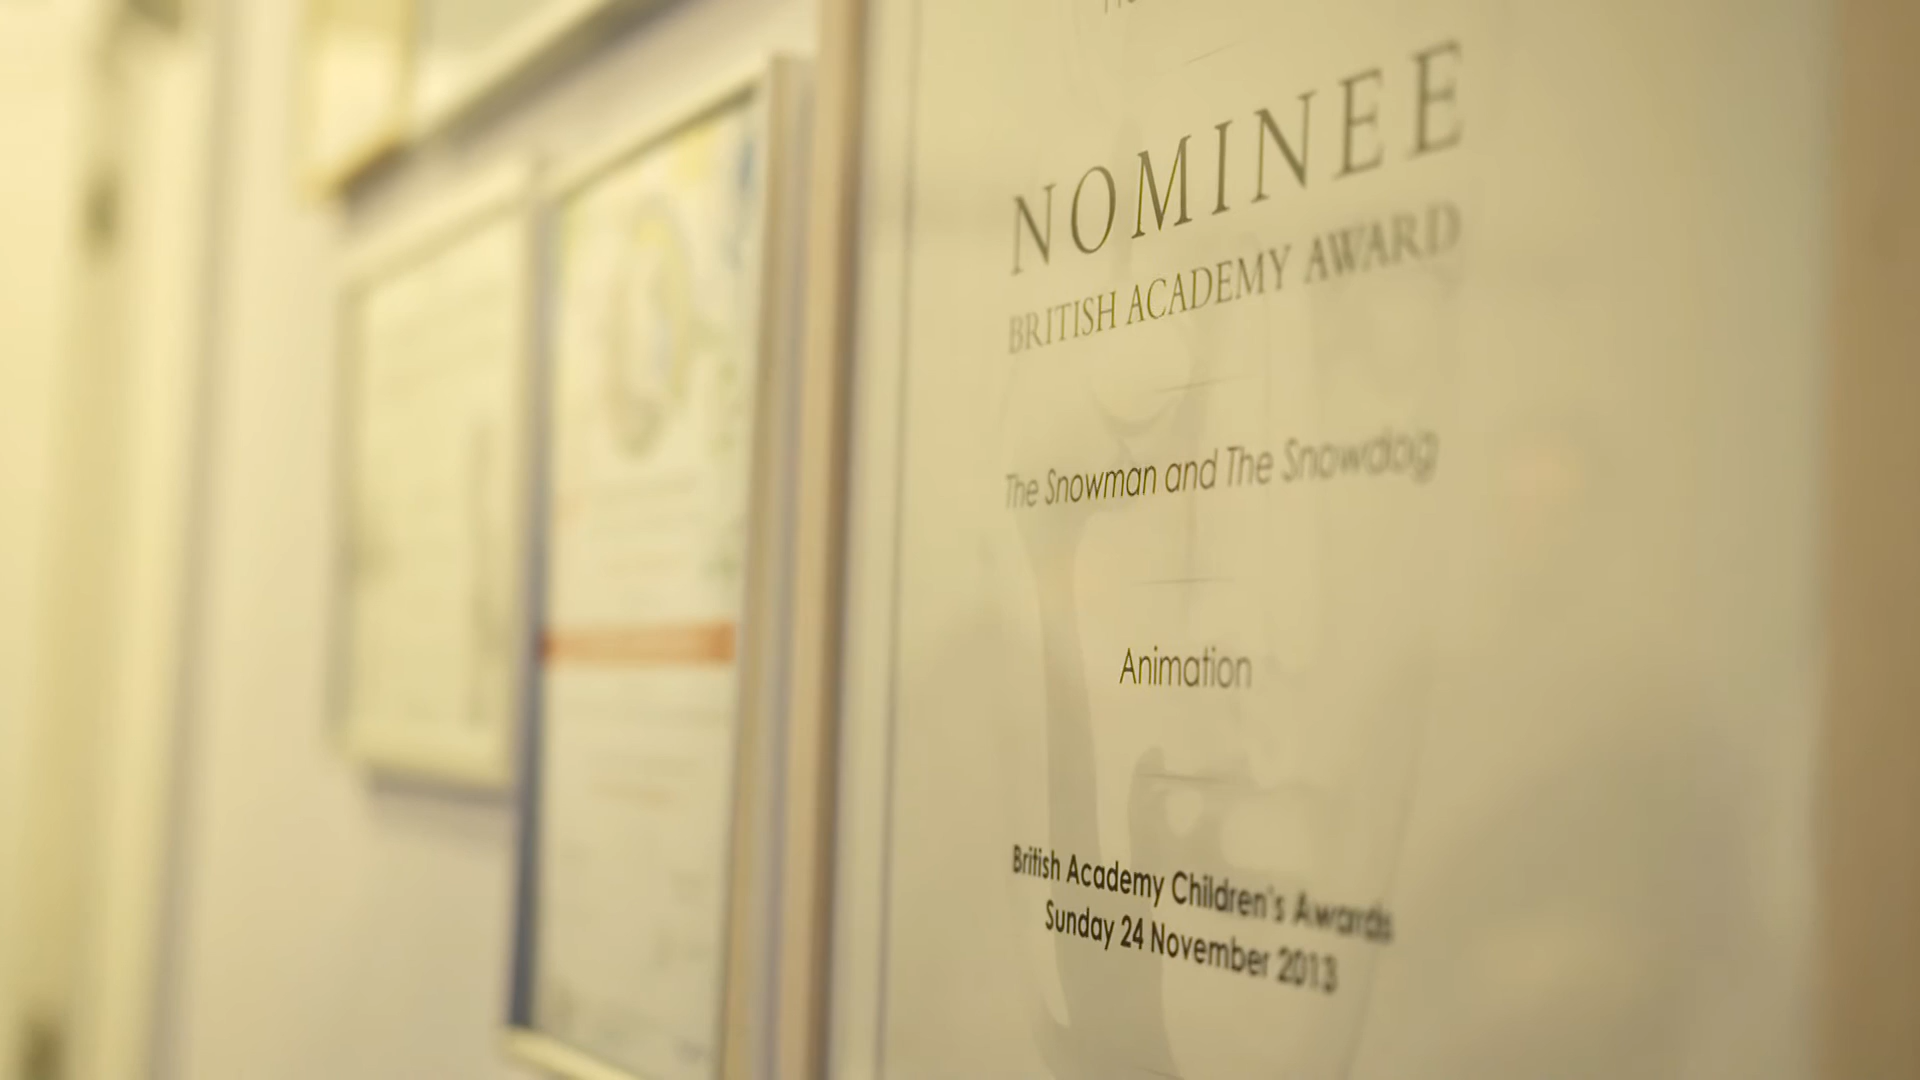 NOMINEE
BRITISH ACADEMY AWARD
The Snowman and The Snowdog
Animation
British Academy Children's Awards
Sunday 24 November 2013